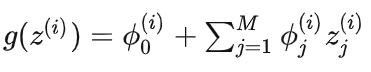 g(z^{(i)}) = \phi_0^{(i)} + \sum_{j=1}^{M} \phi_j^{(i)} z_j^{(i)}